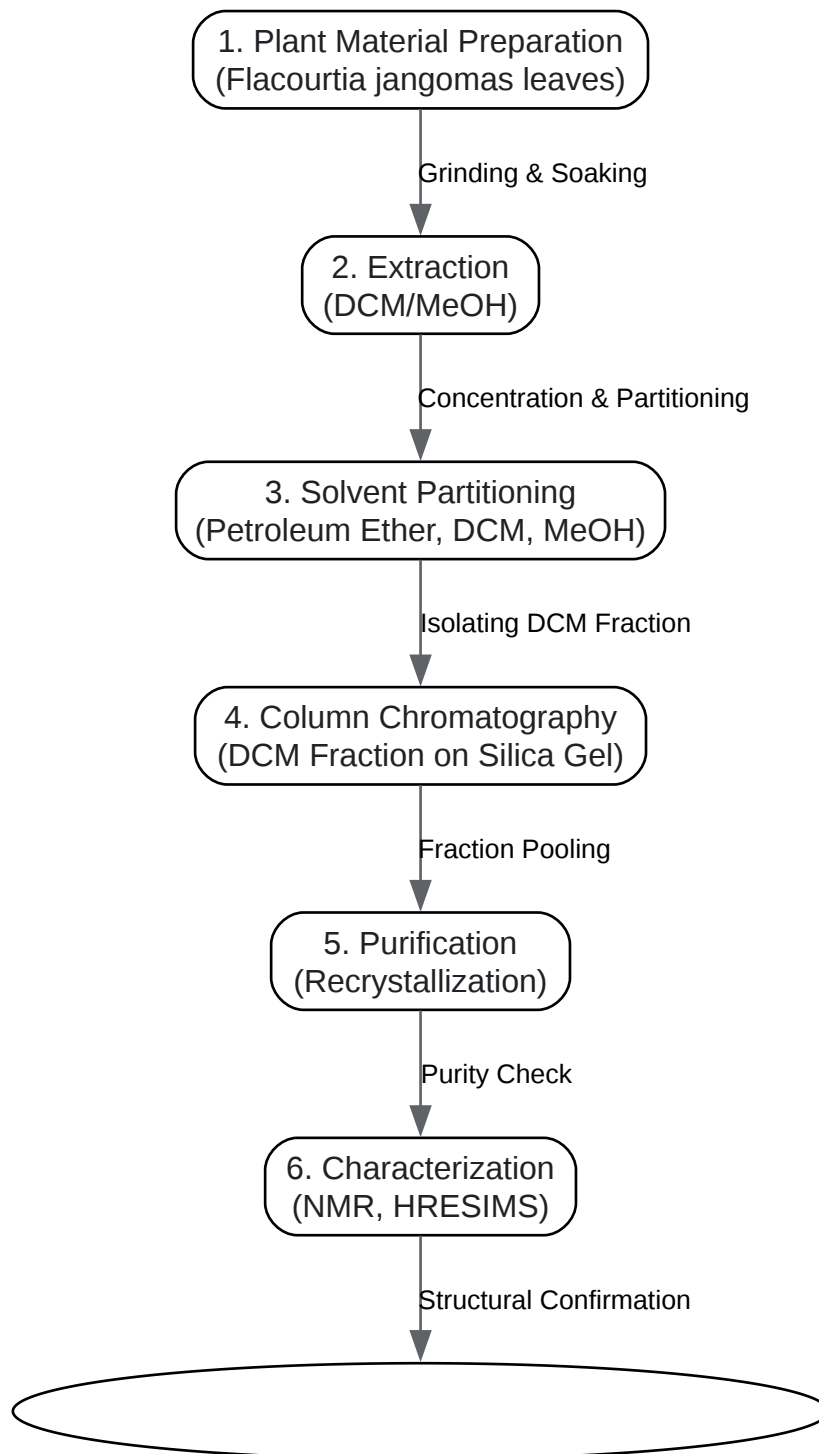 1. Plant Material Preparation
(Flacourtia jangomas leaves)
Grinding & Soaking
2. Extraction
(DCM/MeOH)
Concentration & Partitioning
3. Solvent Partitioning
(Petroleum Ether, DCM, MeOH)
Isolating DCM Fraction
4. Column Chromatography
(DCM Fraction on Silica Gel)
Fraction Pooling
5. Purification
(Recrystallization)
Purity Check
6. Characterization
(NMR, HRESIMS)
Structural Confirmation